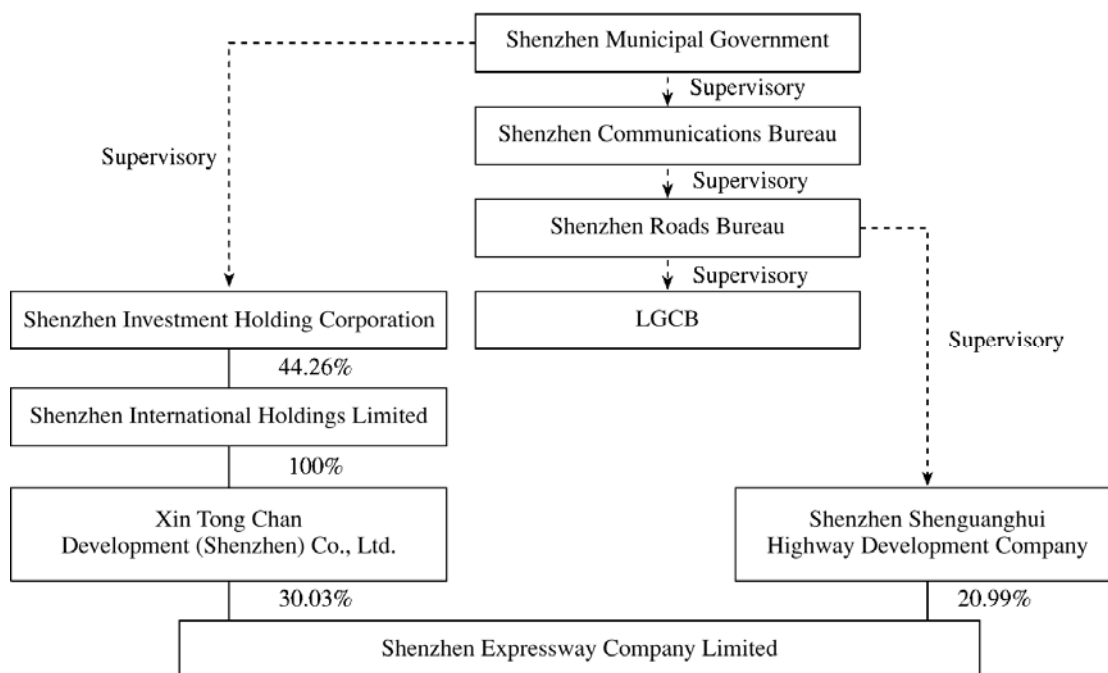 Shenzhen Municipal Government
Supervisory
Shenzhen Communications Bureau
Supervisory
Supervisory
Shenzhen Roads Bureau
Supervisory
Shenzhen Investment Holding Corporation
LGCB
Supervisory
44.26%
Shenzhen International Holdings Limited
100%
Xin Tong Chan
Development (Shenzhen) Co., Ltd.
Shenzhen Shenguanghui
Highway Development Company
30.03%
20.99%
Shenzhen Expressway Company Limited